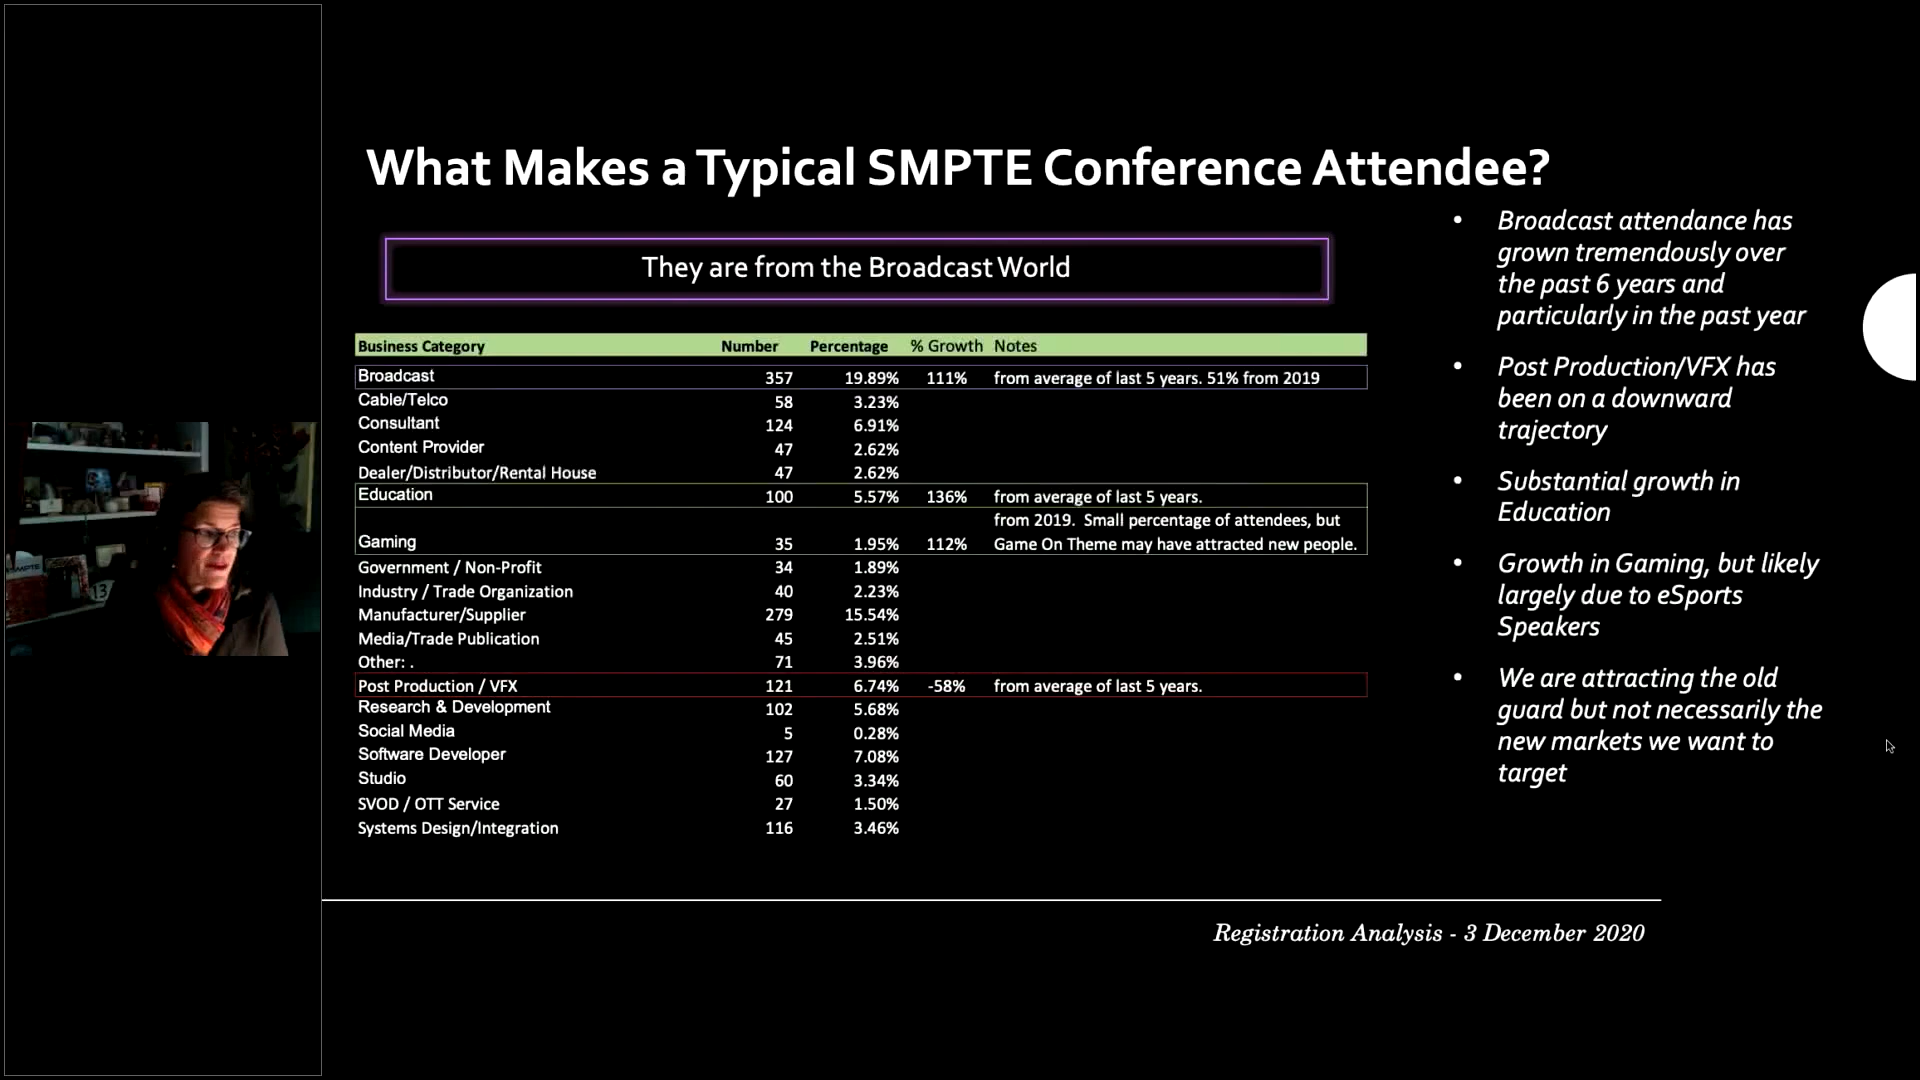 What Makes a Typical SMPTE Conference Attendee?
They are from the Broadcast World
Business Category Number Percentage % Growth Notes
Broadcast 357 19.89% 111% from average of last 5 years. 51% from 2019
Cable/Telco 58 3.23%
Consultant 124 6.91%
Content Provider 47 2.62%
Dealer/Distributor/Rental House 47 2.62%
Education 100 5.57% 136% from average of last 5 years.
from 2019. Small percentage of attendees, but
Gaming 35 1.95% 112% Game On Theme may have attracted new people.
Government / Non-Profit 34 1.89%
Industry / Trade Organization 40 2.23%
Manufacturer/Supplier 279 15.54%
Media/Trade Publication 45 2.51%
Other: . 71 3.96%
Post Production / VFX 121 6.74% -58% from average of last 5 years.
Research & Development 102 5.68%
Social Media 5 0.28%
Software Developer 127 7.08%
Studio 60 3.34%
SVOD / OTT Service 27 1.50%
Systems Design/Integration 116 3.46%
• Broadcast attendance has
grown tremendously over
the past 6 years and
particularly in the past year
• Post Production/VFX has
been on a downward
trajectory
• Substantial growth in
Education
• Growth in Gaming, but likely
largely due to eSports
Speakers
• We are attracting the old
guard but not necessarily the
new markets we want to
target
Registration Analysis - 3 December 2020
13